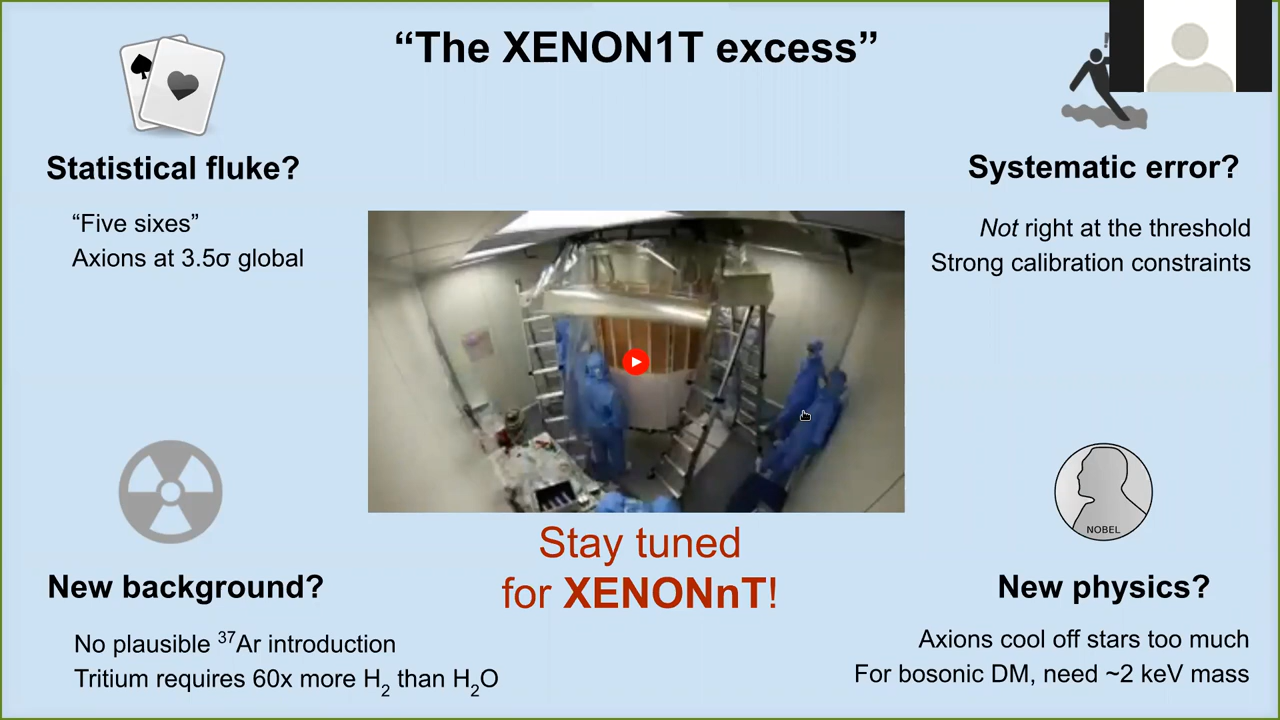 “The XENON1T excess”
Statistical fluke?
“Five sixes”
Axions at 3.5σ global
Systematic error?
Not right at the threshold
Strong calibration constraints
Stay tuned
for XENONnT!
New background?
No plausible ³⁷Ar introduction
Tritium requires 60x more H₂ than H₂O
NOBEL
New physics?
Axions cool off stars too much
For bosonic DM, need ~2 keV mass